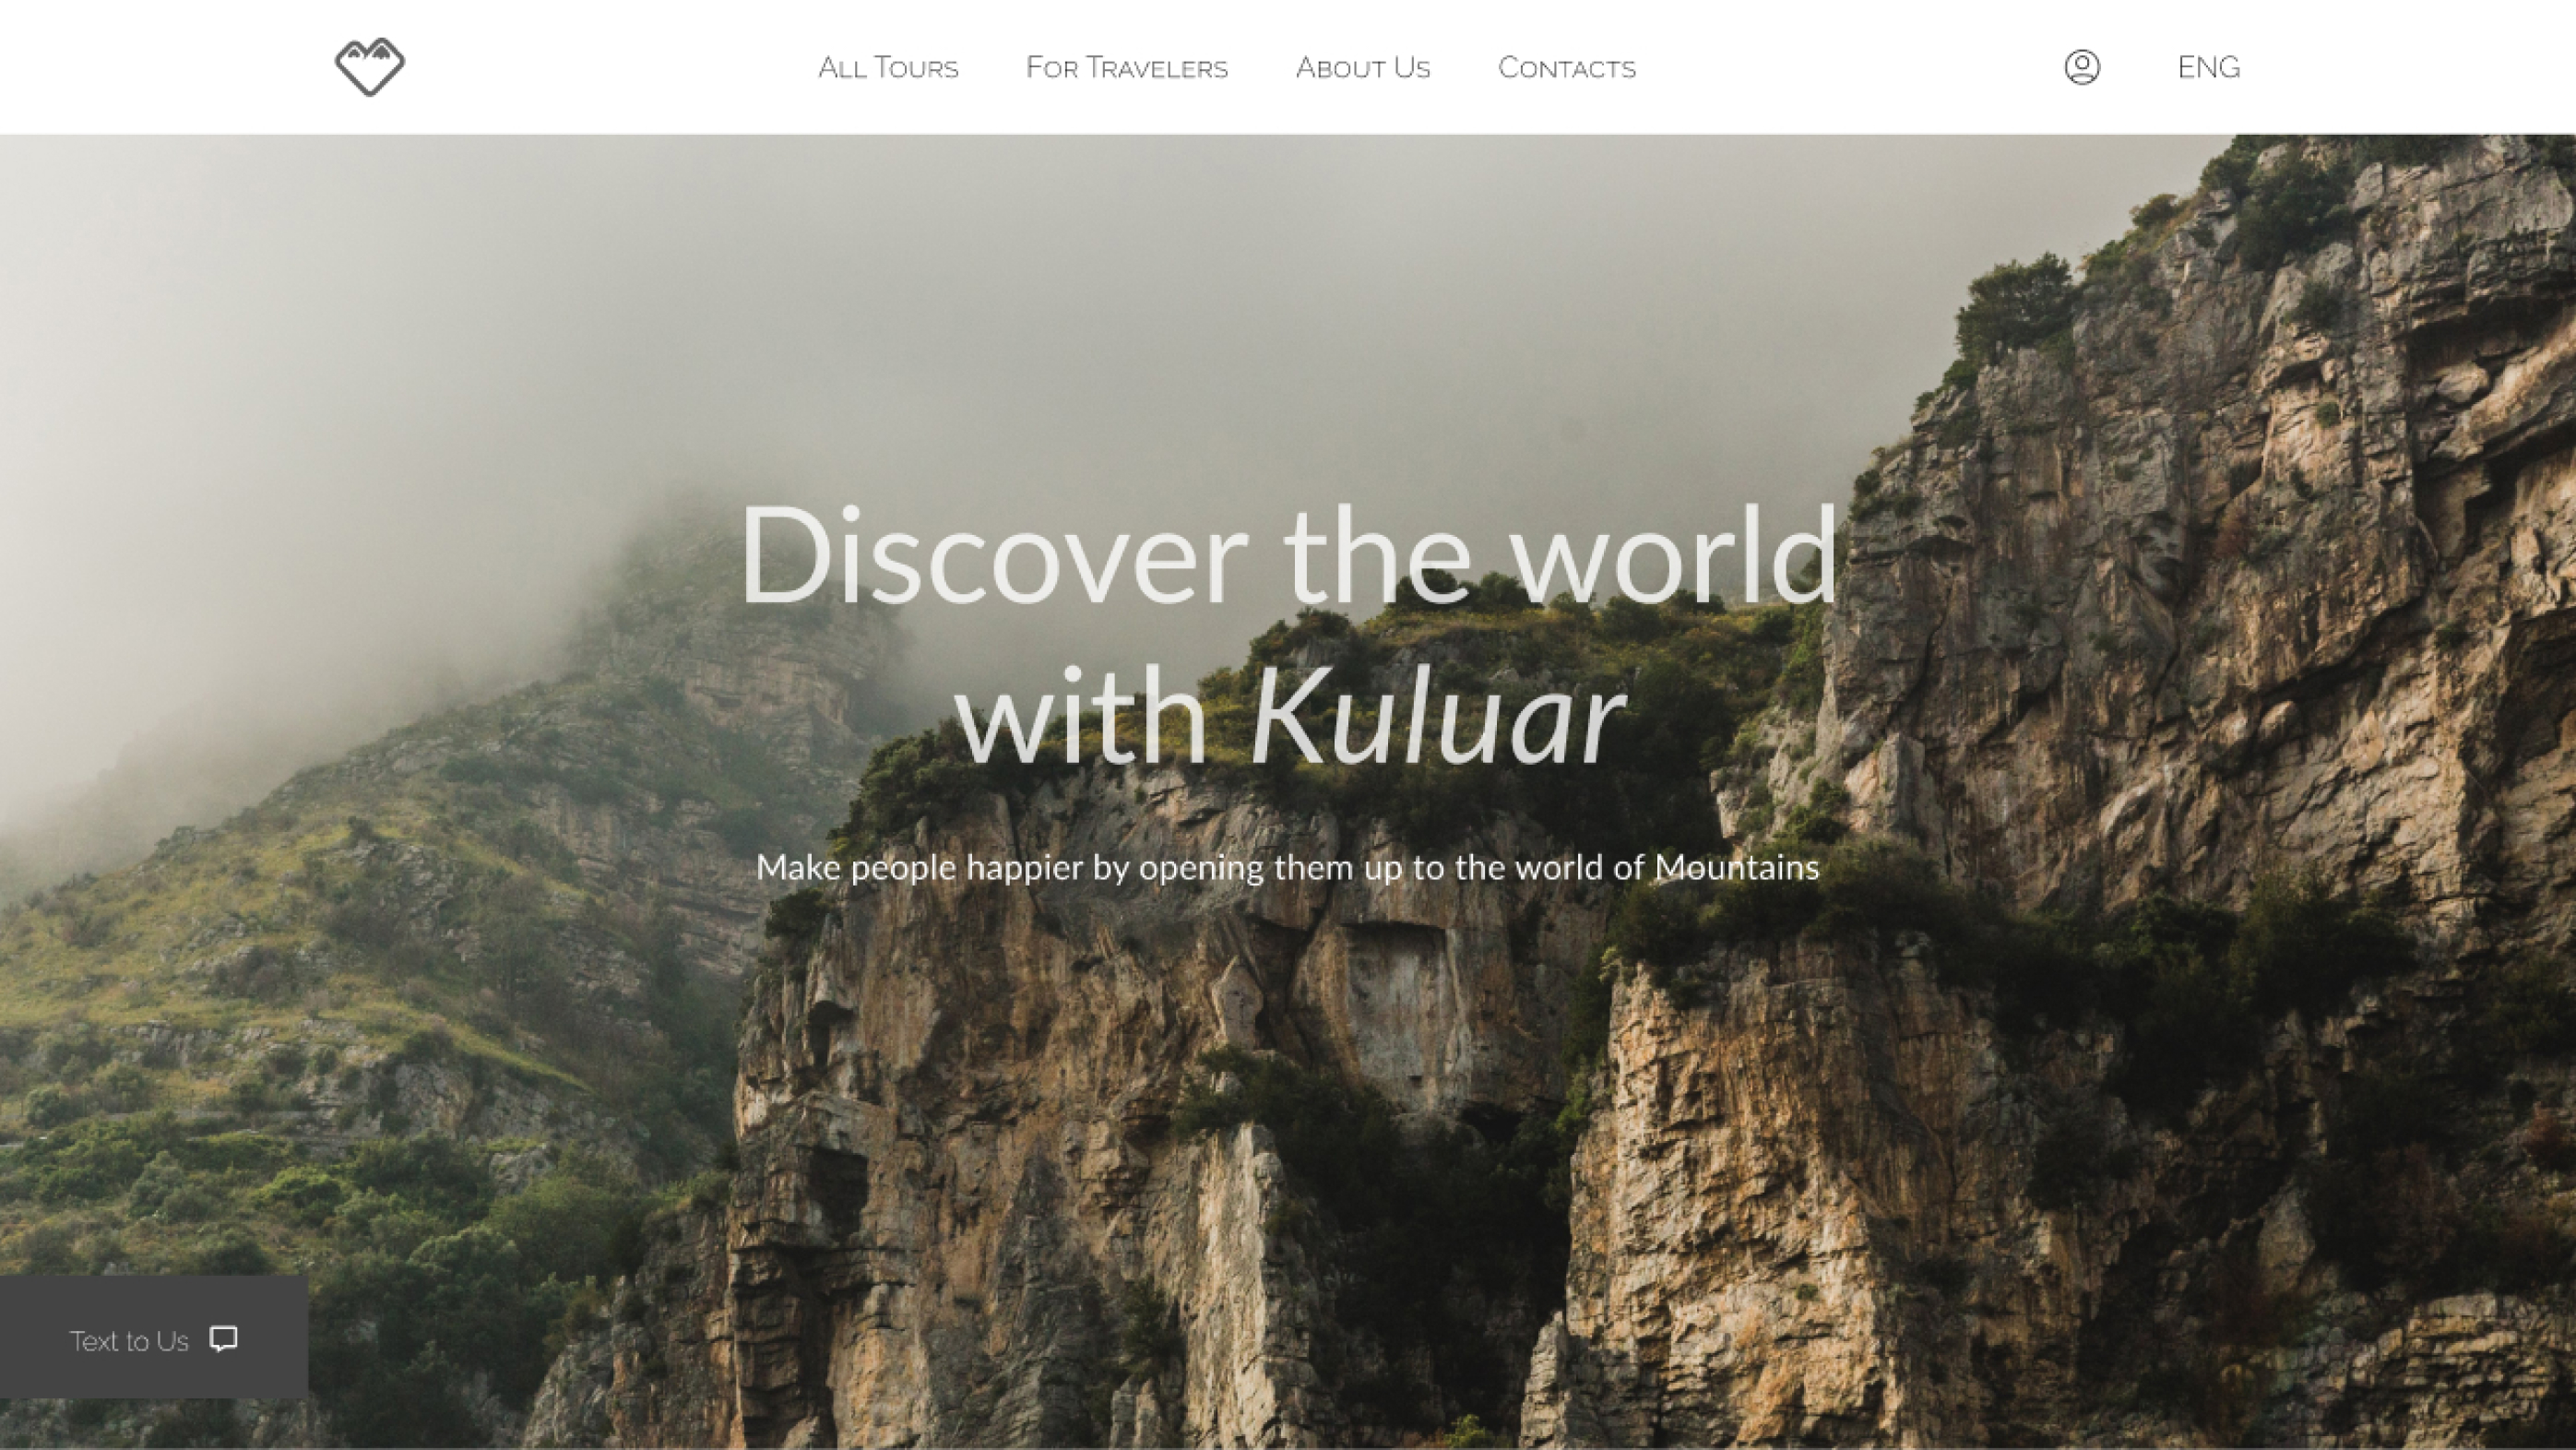 All Tours
For Travelers
About Us
Contacts
ENG
Discover the world
with Kuluar
Make people happier by opening them up to the world of Mountains
Text to Us